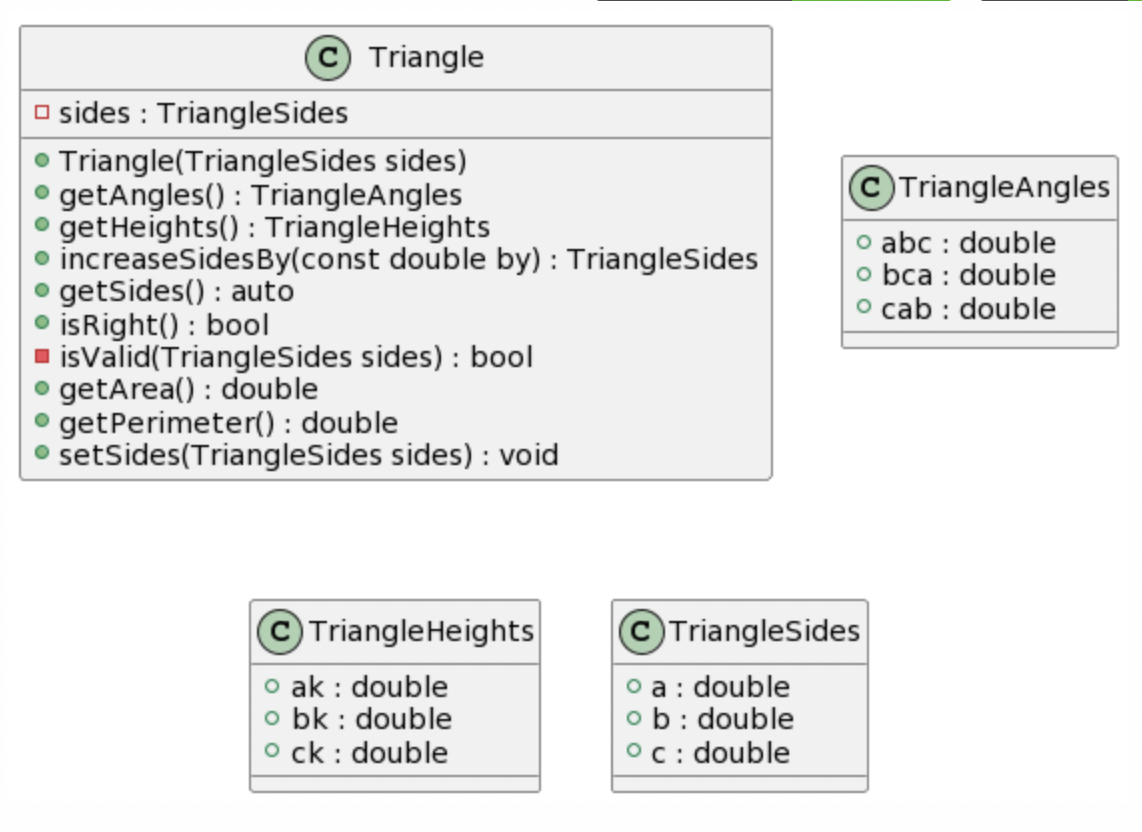 C Triangle
sides : TriangleSides
Triangle(TriangleSides sides)
getAngles() : TriangleAngles
getHeights() : TriangleHeights
increaseSidesBy(const double by) : TriangleSides
getSides() : auto
isRight() : bool
isValid(TriangleSides sides) : bool
getArea() : double
getPerimeter() : double
setSides(TriangleSides sides) : void
C TriangleAngles
abc : double
bca : double
cab : double
C TriangleHeights
ak : double
bk : double
ck : double
C TriangleSides
a : double
b : double
c : double